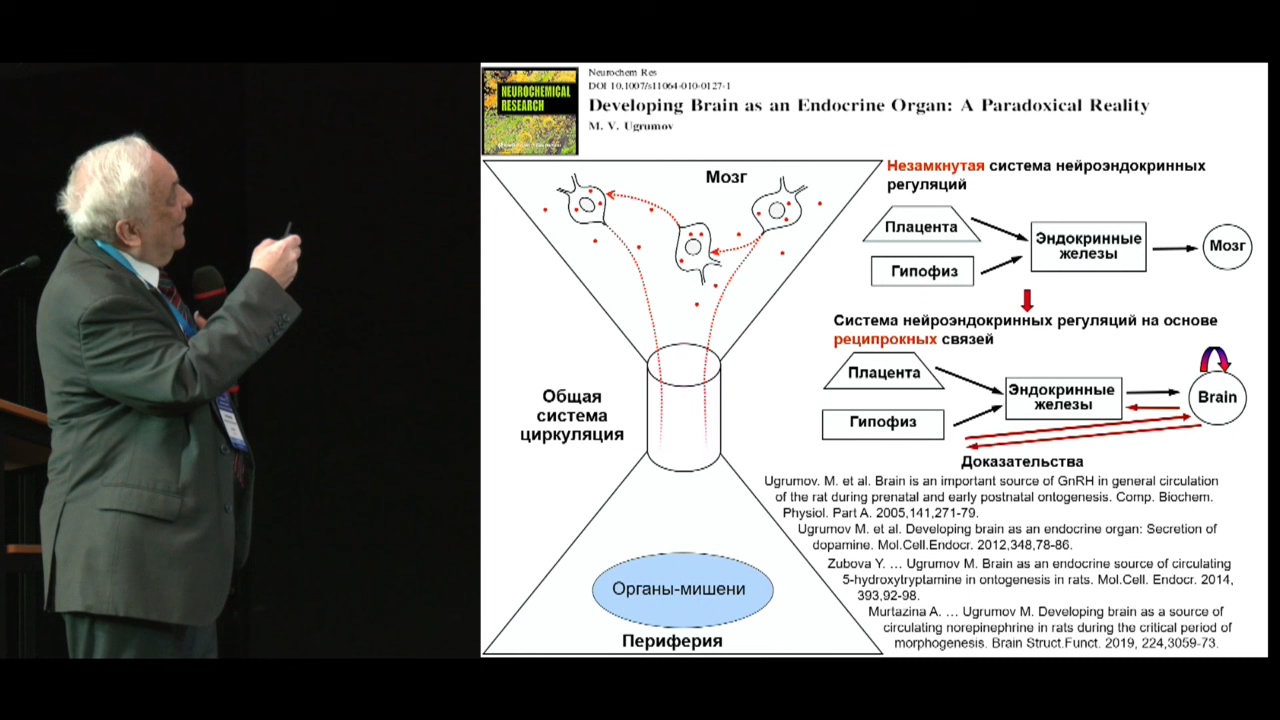 NEUROCHEMICAL
RESEARCH
Neurochem Res
DOI 10.1007/s11064-010-0127-1
Developing Brain as an Endocrine Organ: A Paradoxical Reality
M. V. Ugrumov
Мозг
Общая
система
циркуляция
Органы-мишени
Периферия
Незамкнутая система нейроэндокринных
регуляций
Плацента
Гипофиз
Эндокринные
железы
Мозг
Система нейроэндокринных регуляций на основе
реципрокных связей
Плацента
Гипофиз
Эндокринные
железы
Brain
Доказательства
Ugrumov. M. et al. Brain is an important source of GnRH in general circulation
of the rat during prenatal and early postnatal ontogenesis. Comp. Biochem.
Physiol. Part A. 2005,141,271-79.
Ugrumov M. et al. Developing brain as an endocrine organ: Secretion of
dopamine. Mol.Cell.Endocr. 2012,348,78-86.
Zubova Y. … Ugrumov M. Brain as an endocrine source of circulating
5-hydroxytryptamine in ontogenesis in rats. Mol.Cell. Endocr. 2014,
393,92-98.
Murtazina A. … Ugrumov M. Developing brain as a source of
circulating norepinephrine in rats during the critical period of
morphogenesis. Brain Struct.Funct. 2019, 224,3059-73.